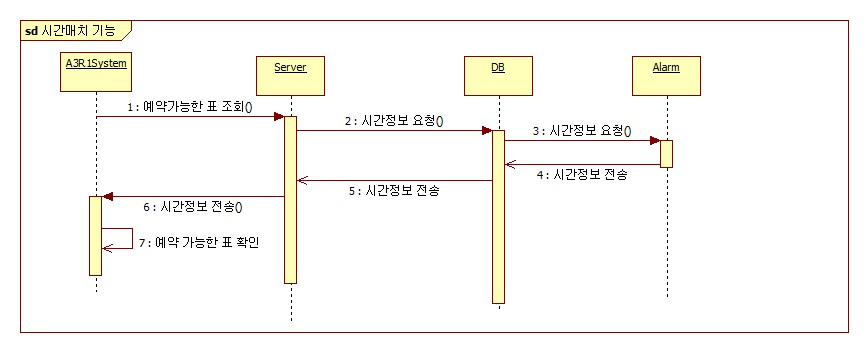 sd 시간매치 기능
A3R1System
Server
DB
Alarm
1 : 예약가능한 표 조회()
2 : 시간정보 요청()
3 : 시간정보 요청()
4 : 시간정보 전송
5 : 시간정보 전송
6 : 시간정보 전송()
7 : 예약 가능한 표 확인